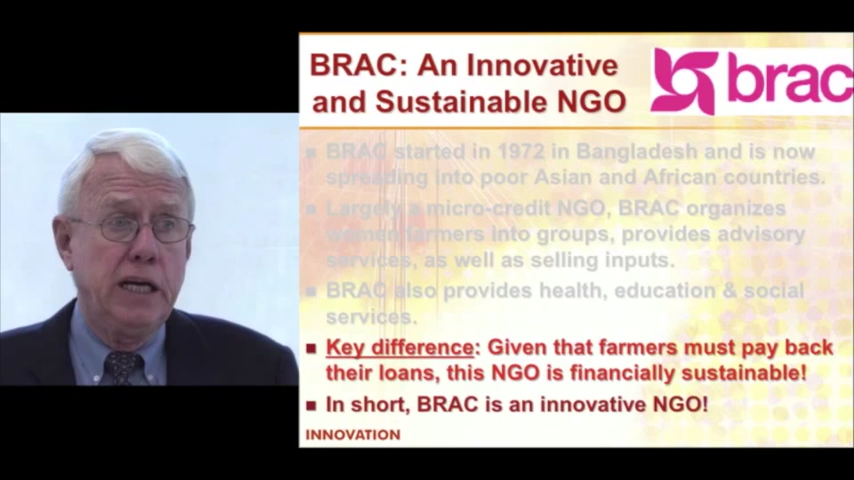 BRAC: An Innovative
and Sustainable NGO
brac
BRAC started in 1972 in Bangladesh and is now
spreading into poor Asian and African countries.
Largely a micro-credit NGO, BRAC organizes
women farmers into groups, provides advisory
services, as well as selling inputs.
BRAC also provides health, education & social
services.
Key difference: Given that farmers must pay back
their loans, this NGO is financially sustainable!
In short, BRAC is an innovative NGO!
INNOVATION